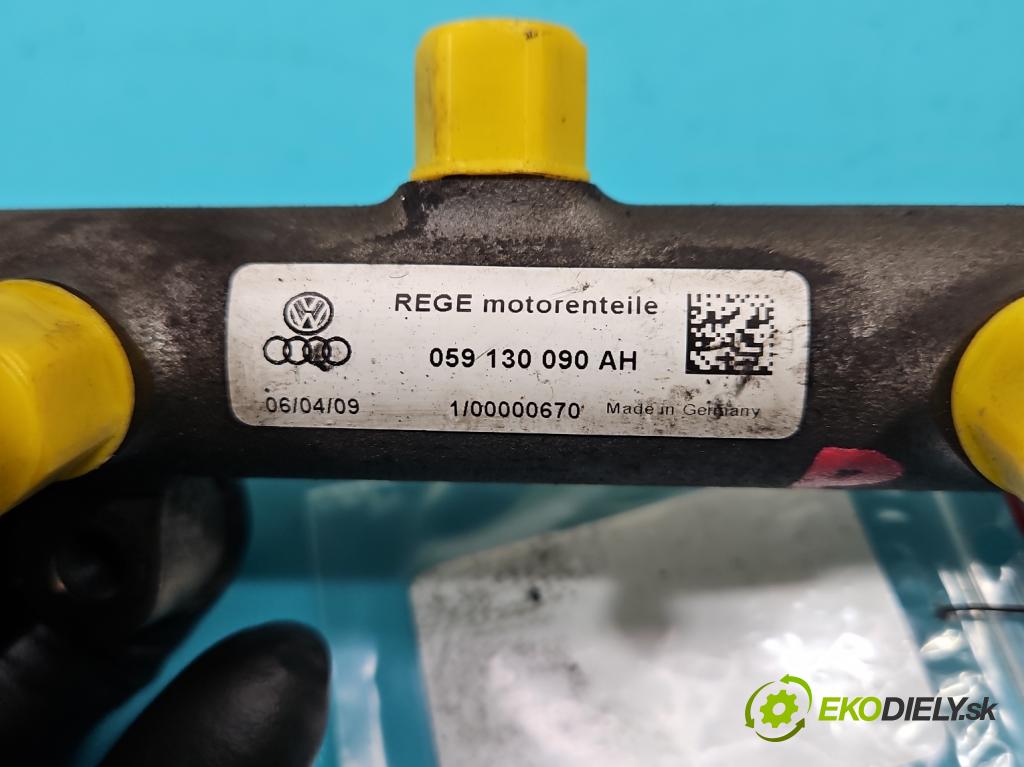 REGE motorenteile
059 130 090 AH
06/04/09 1/00000670 Made in Germany
EKODIELY.sk